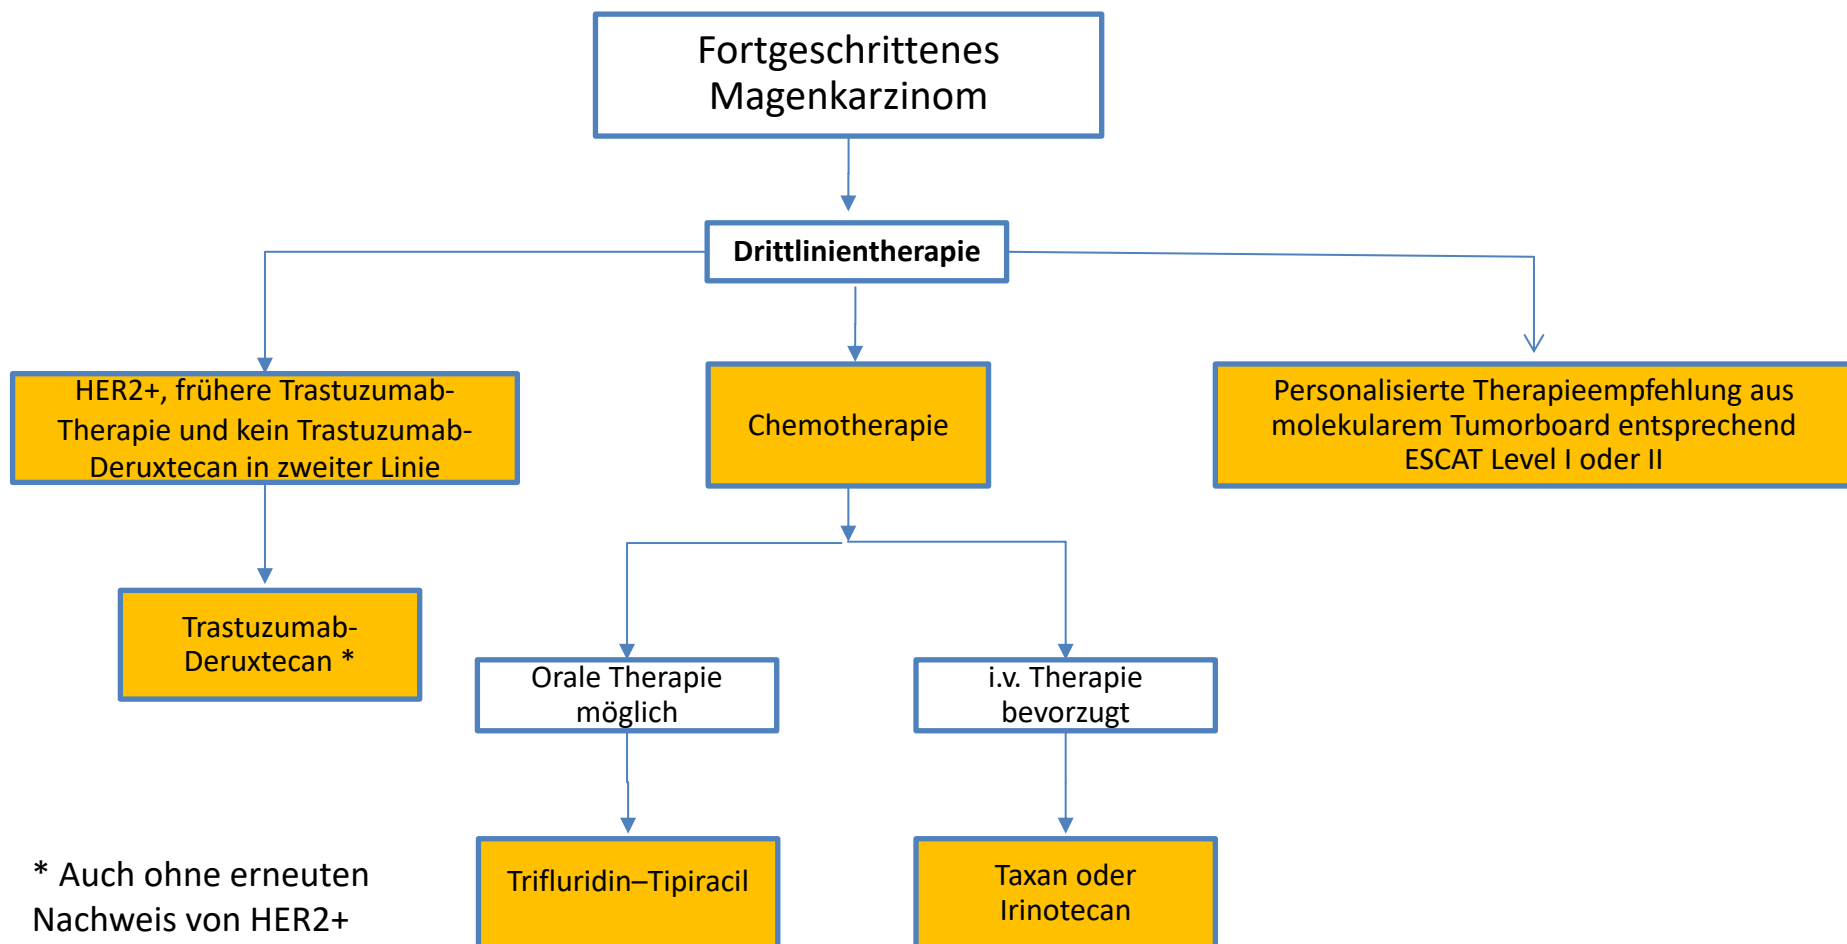 Fortgeschrittenes
Magenkarzinom
Drittlinientherapie
HER2+, frühere Trastuzumab-
Therapie und kein Trastuzumab-
Deruxtecan in zweiter Linie
Chemotherapie
Personalisierte Therapieempfehlung aus
molekularem Tumorboard entsprechend
ESCAT Level I oder II
Trastuzumab-
Deruxtecan *
Orale Therapie
möglich
i.v. Therapie
bevorzugt
Trifluridin–Tipiracil
Taxan oder
Irinotecan
* Auch ohne erneuten
Nachweis von HER2+